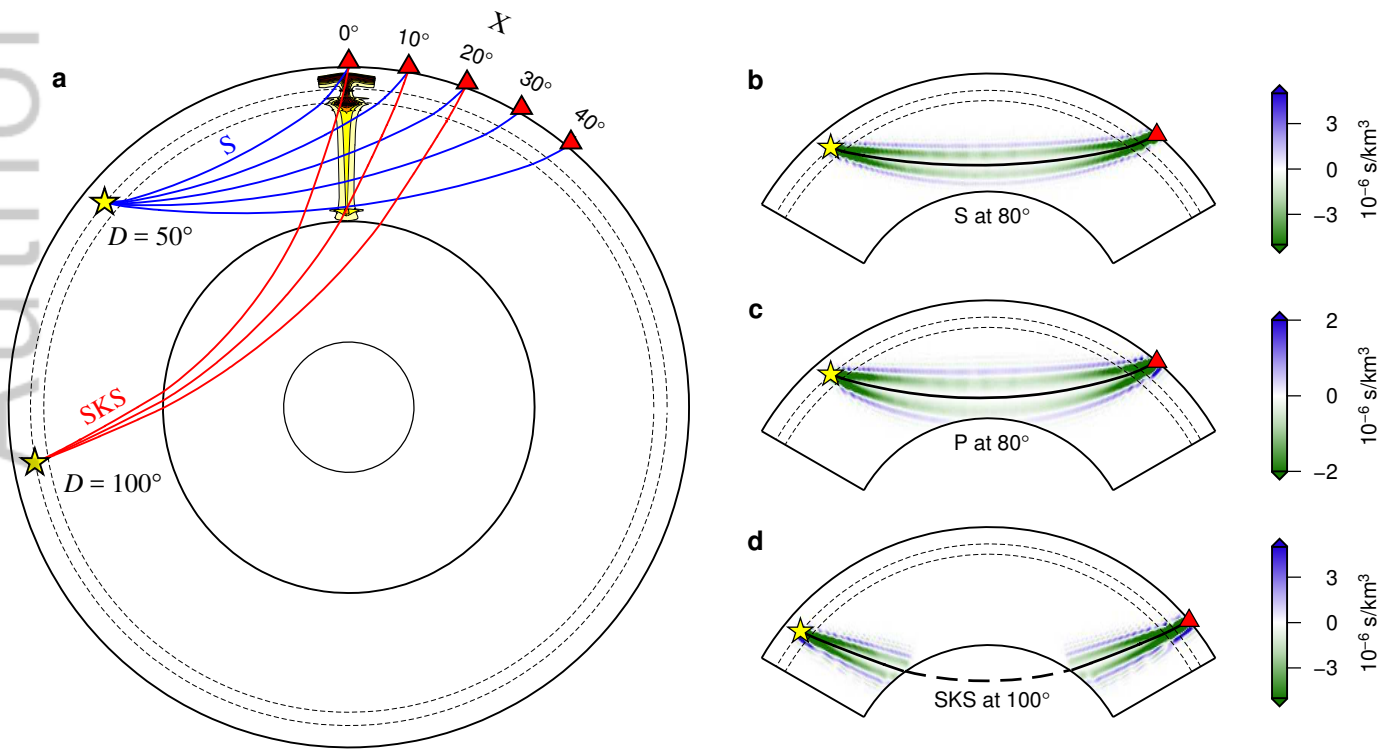 a
0°
10°
20°
30°
40°
X
S
D = 50°
SKS
D = 100°
b
S at 80°
3
0
−3
10⁻⁶ s/km³
c
P at 80°
2
0
−2
10⁻⁶ s/km³
d
SKS at 100°
3
0
−3
10⁻⁶ s/km³